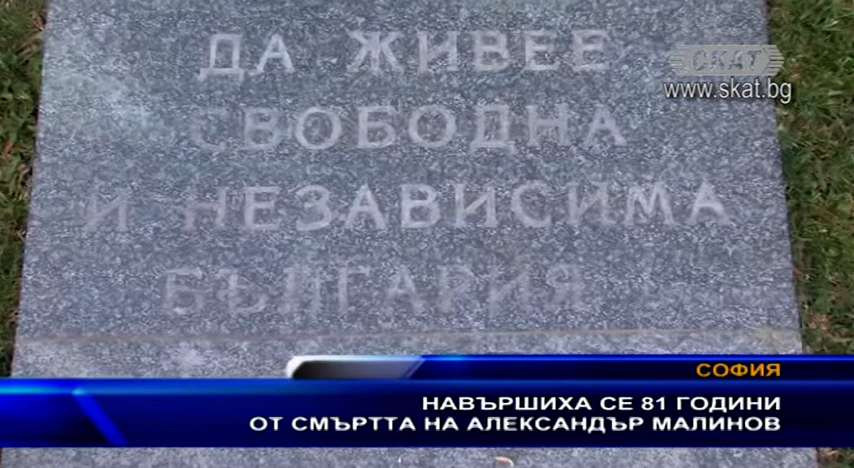 ДА ЖИВЕЕ
СВОБОДНА
И НЕЗАВИСИМА
БЪЛГАРИЯ
СКАТ
www.skat.bg
СОФИЯ
НАВЪРШИХА СЕ 81 ГОДИНИ
ОТ СМЪРТТА НА АЛЕКСАНДЪР МАЛИНОВ